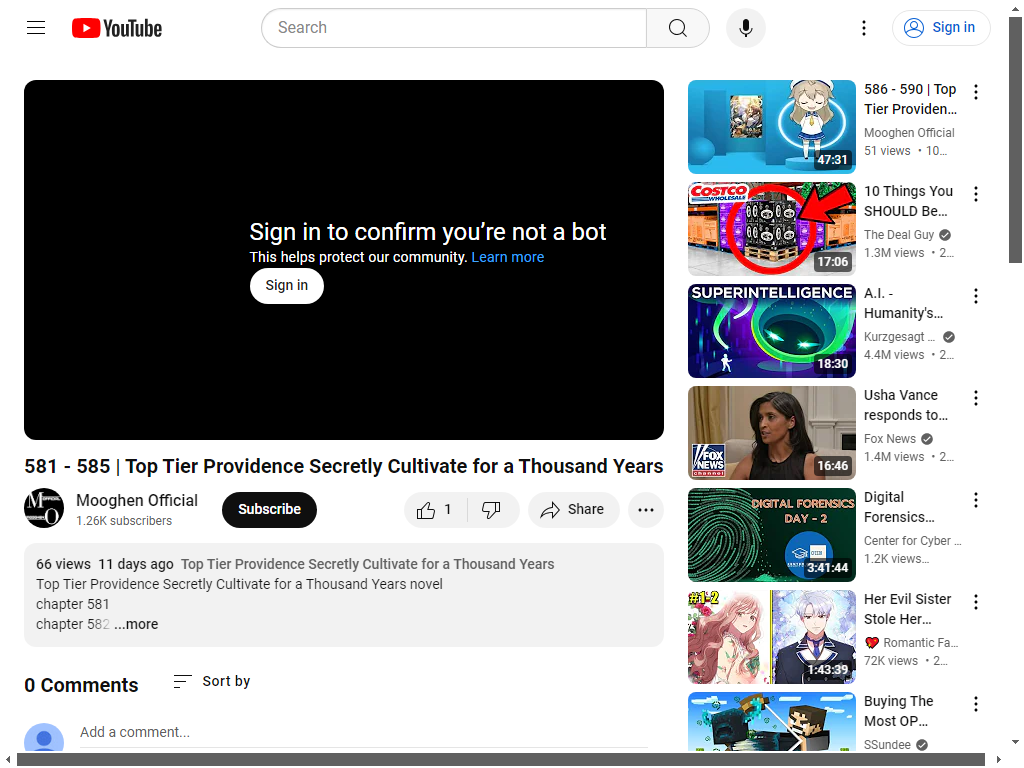 YouTube
Search
Sign in
Sign in to confirm you're not a bot
This helps protect our community. Learn more
Sign in
581 - 585 | Top Tier Providence Secretly Cultivate for a Thousand Years
Mooghen Official
1.26K subscribers
Subscribe
1
Share
66 views 11 days ago Top Tier Providence Secretly Cultivate for a Thousand Years
Top Tier Providence Secretly Cultivate for a Thousand Years novel
chapter 581
chapter 582 ...more
0 Comments
Sort by
Add a comment...
47:31
586 - 590 | Top
Tier Providen...
Mooghen Official
51 views • 10...
COSTCO
WHOLESALE
17:06
10 Things You
SHOULD Be...
The Deal Guy
1.3M views • 2...
SUPERINTELLIGENCE
18:30
A.I. -
Humanity's...
Kurzgesagt ...
4.4M views • 2...
FOX
NEWS
channel
16:46
Usha Vance
responds to...
Fox News
1.4M views • 2...
DIGITAL FORENSICS
DAY - 2
3:41:44
Digital
Forensics...
Center for Cyber ...
1.2K views...
#1-2
1:43:39
Her Evil Sister
Stole Her...
Romantic Fa...
72K views • 2...
Buying The
Most OP...
SSundee